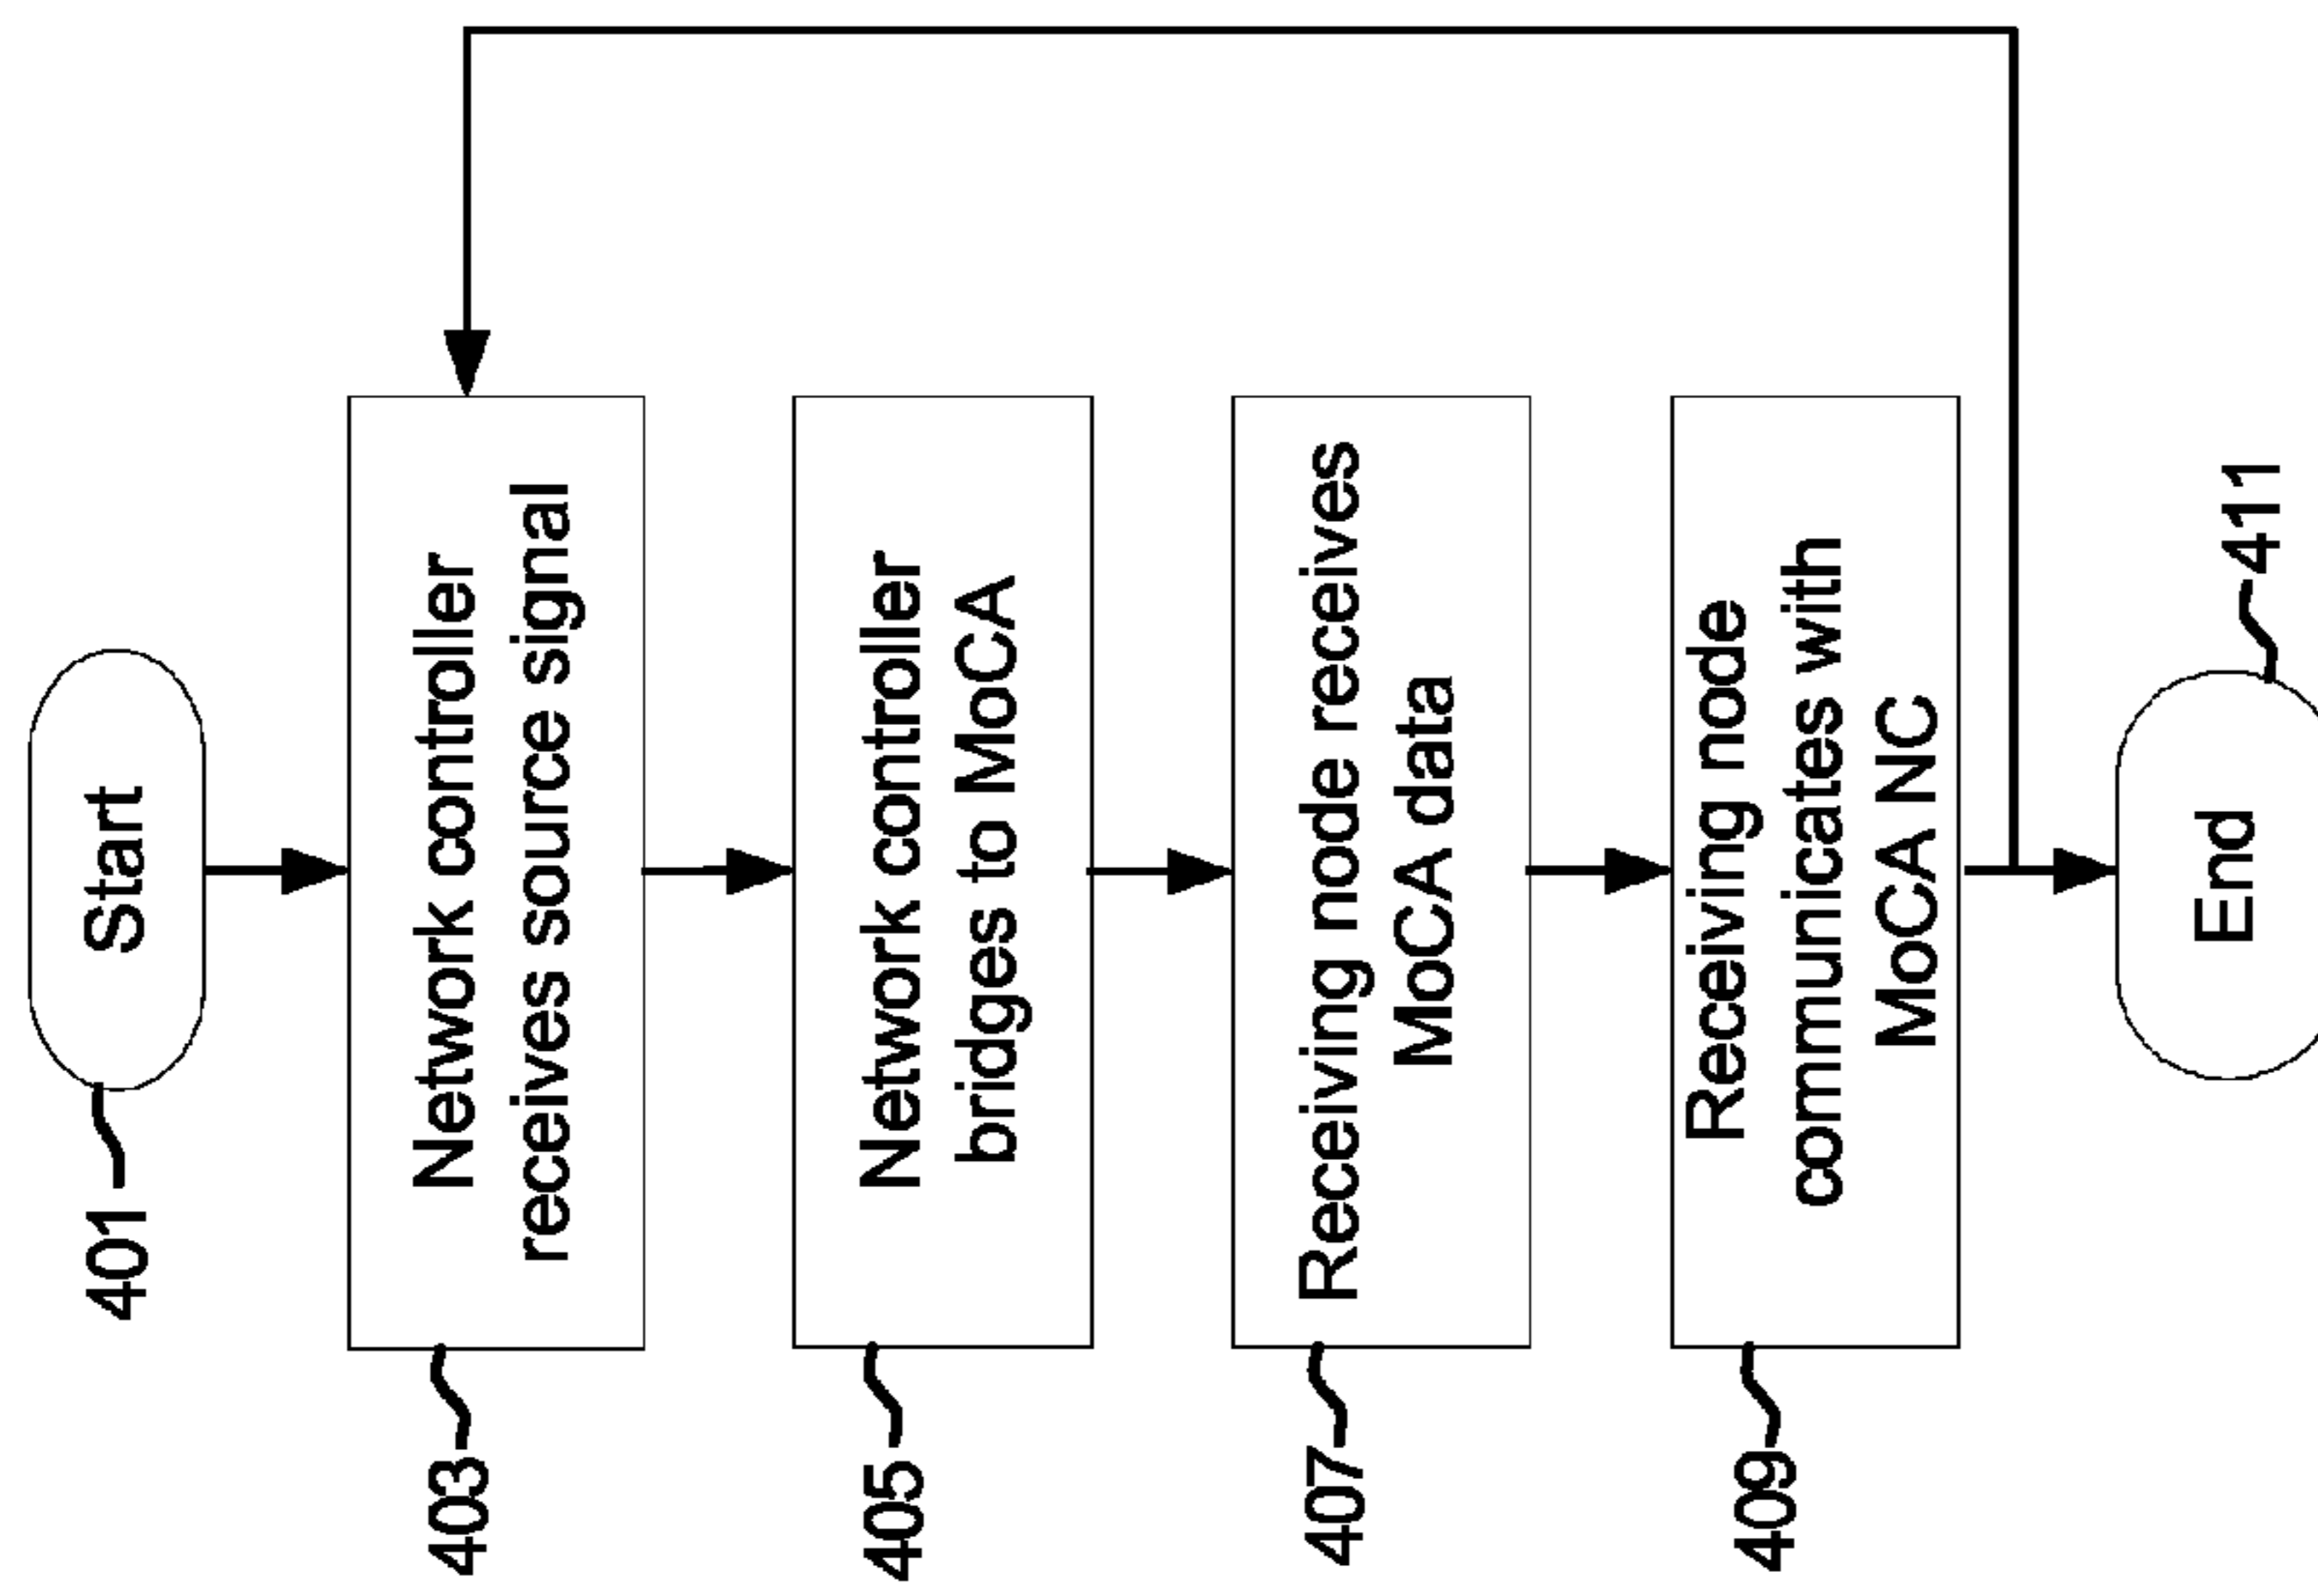 401
Start
403
Network controller
receives source signal
405
Network controller
bridges to MoCA
407
Receiving node receives
MoCA data
409
Receiving node
communicates with
MoCA NC
End
411